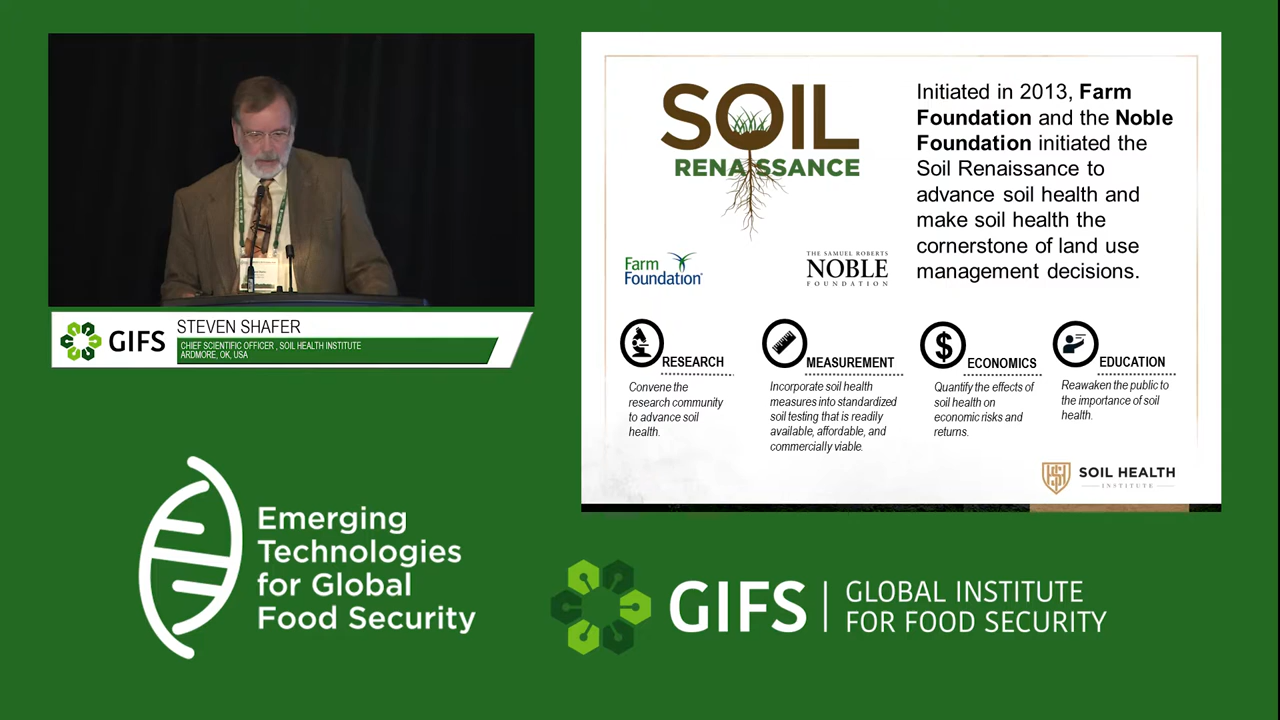 SOIL
RENAISSANCE
Initiated in 2013, Farm
Foundation and the Noble
Foundation initiated the
Soil Renaissance to
advance soil health and
make soil health the
cornerstone of land use
management decisions.
Farm
Foundation
THE SAMUEL ROBERTS
NOBLE
FOUNDATION
RESEARCH
Convene the
research community
to advance soil
health.
MEASUREMENT
Incorporate soil health
measures into standardized
soil testing that is readily
available, affordable, and
commercially viable.
ECONOMICS
Quantify the effects of
soil health on
economic risks and
returns.
EDUCATION
Reawaken the public to
the importance of soil
health.
SOIL HEALTH
INSTITUTE
GIFS
STEVEN SHAFER
CHIEF SCIENTIFIC OFFICER , SOIL HEALTH INSTITUTE
ARDMORE, OK, USA
Emerging
Technologies
for Global
Food Security
GIFS
GLOBAL INSTITUTE
FOR FOOD SECURITY